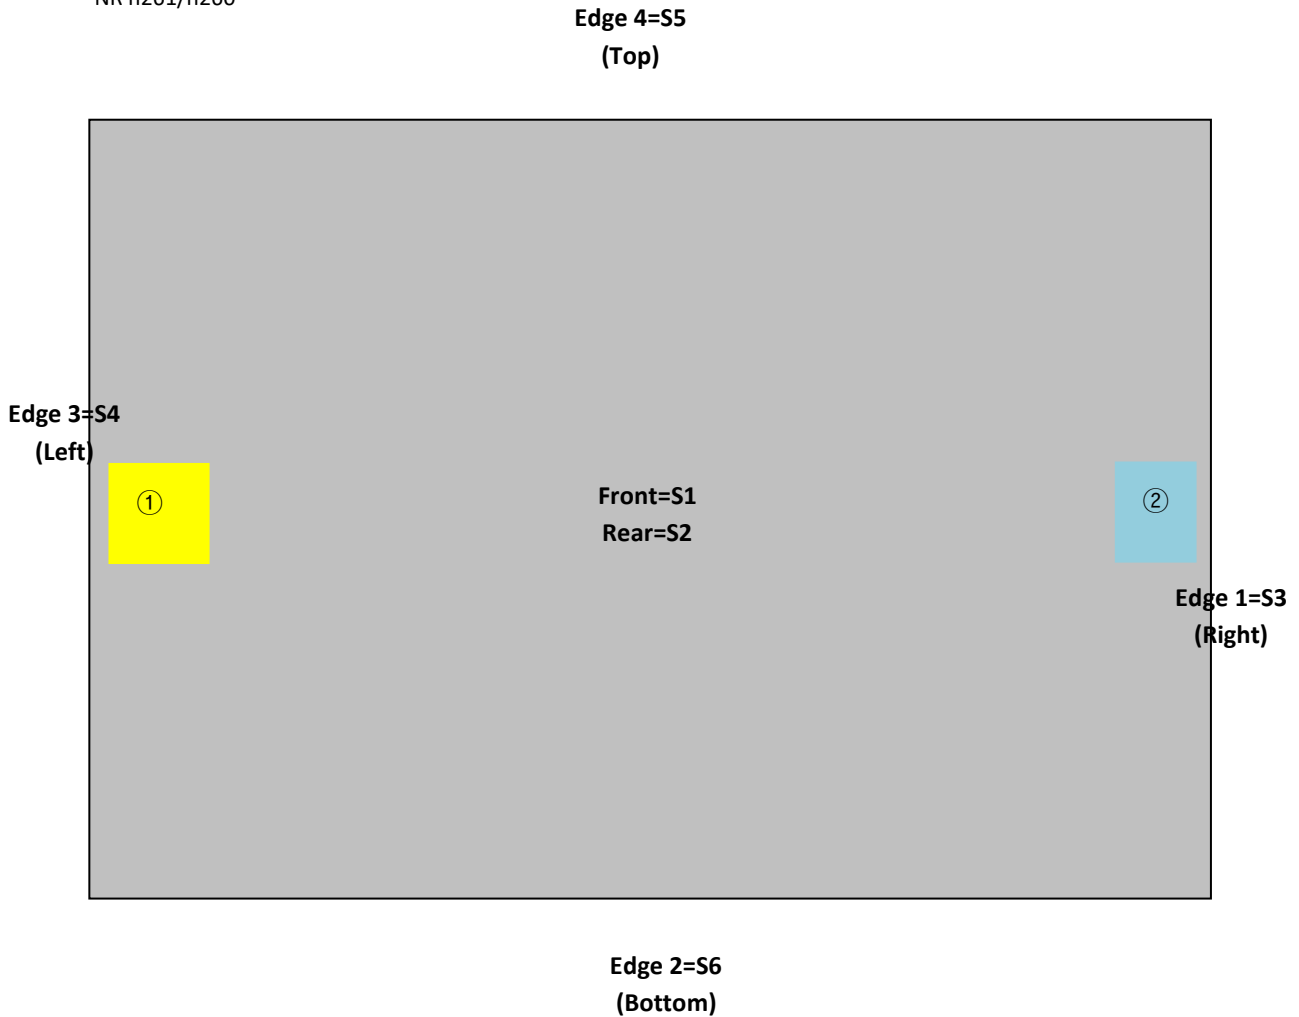 Edge 4=S5
(Top)
Edge 3=S4
(Left)
①
Front=S1
Rear=S2
②
Edge 1=S3
(Right)
Edge 2=S6
(Bottom)